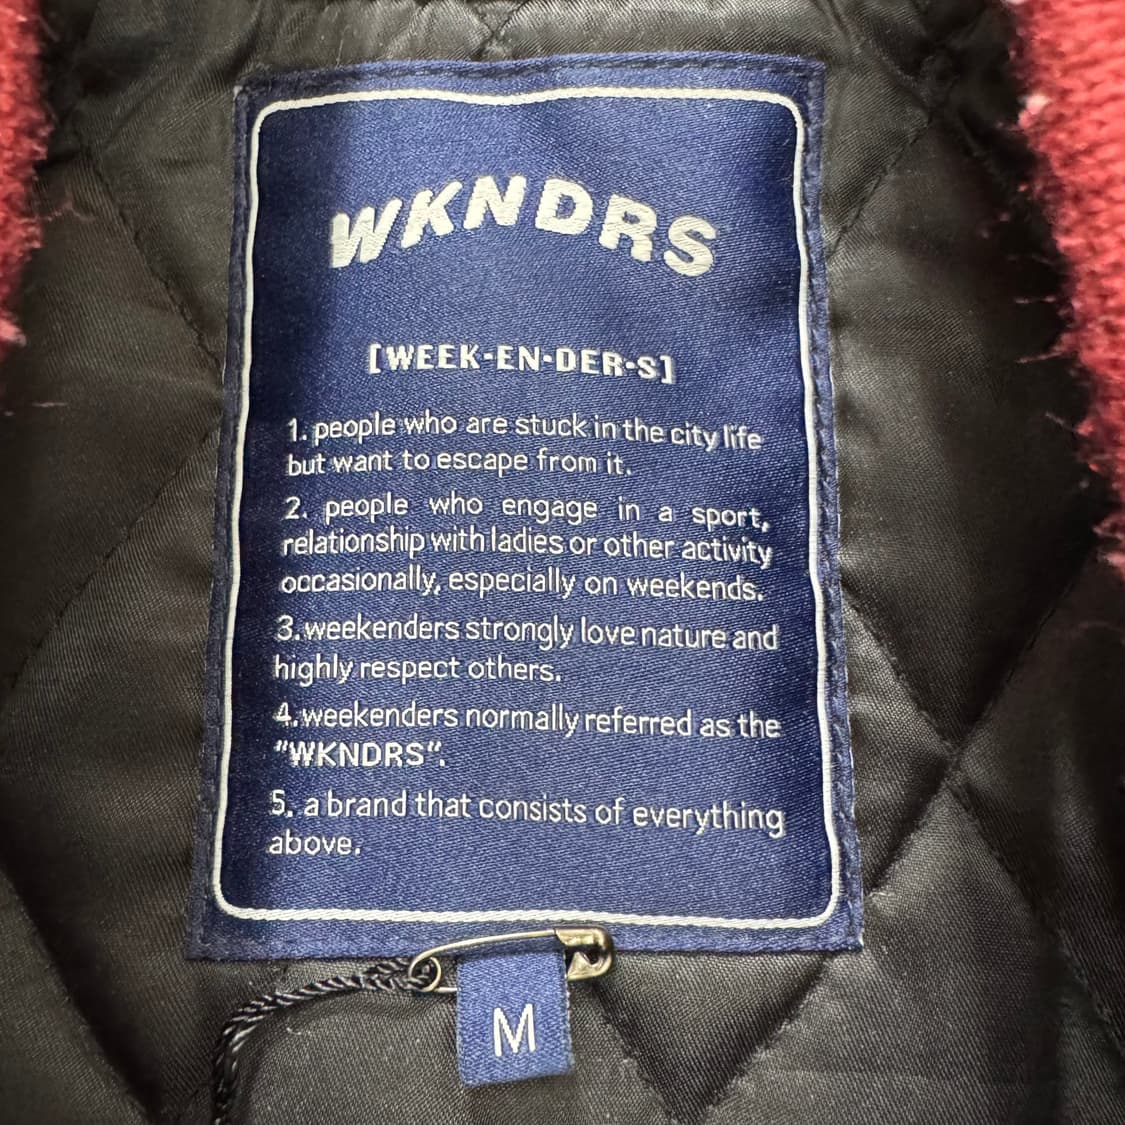 WKNDRS
[WEEK-EN-DER-S]
1. people who are stuck in the city life
but want to escape from it.
2. people who engage in a sport,
relationship with ladies or other activity
occasionally, especially on weekends.
3. weekenders strongly love nature and
highly respect others.
4. weekenders normally referred as the
"WKNDRS".
5. a brand that consists of everything
above.
M